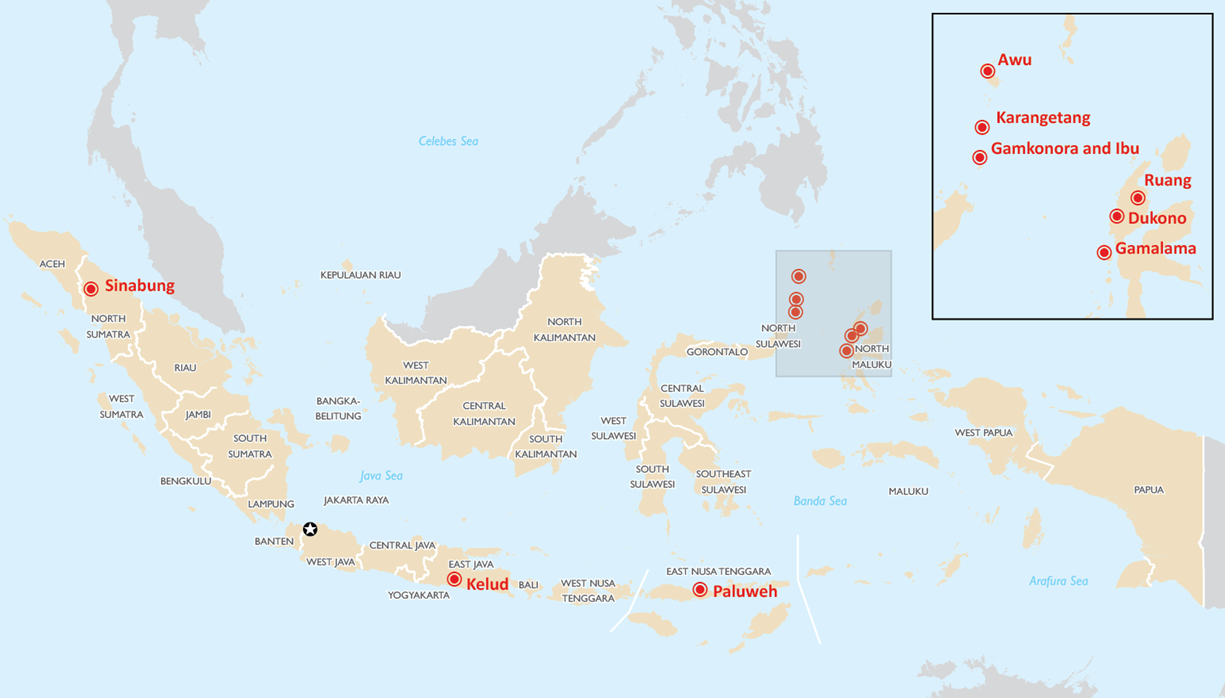 Awu
Karangetang
Gamkonora and Ibu
Ruang
Dukono
Gamalama
Celebes Sea
ACEH
Sinabung
KEPULAUAN RIAU
NORTH
SUMATRA
NORTH
KALIMANTAN
NORTH
SULAWESI
GORONTALO
NORTH
MALUKU
RIAU
WEST
KALIMANTAN
CENTRAL
SULAWESI
WEST
SUMATRA
JAMBI
BANGKA-
BELITUNG
CENTRAL
KALIMANTAN
WEST
SULAWESI
WEST PAPUA
SOUTH
SUMATRA
SOUTH
KALIMANTAN
BENGKULU
Java Sea
SOUTH
SULAWESI
SOUTHEAST
SULAWESI
MALUKU
PAPUA
LAMPUNG
JAKARTA RAYA
Banda Sea
BANTEN
CENTRAL JAVA
WEST JAVA
EAST JAVA
EAST NUSA TENGGARA
Arafura Sea
Kelud
BALI
WEST NUSA
TENGGARA
Paluweh
YOGYAKARTA